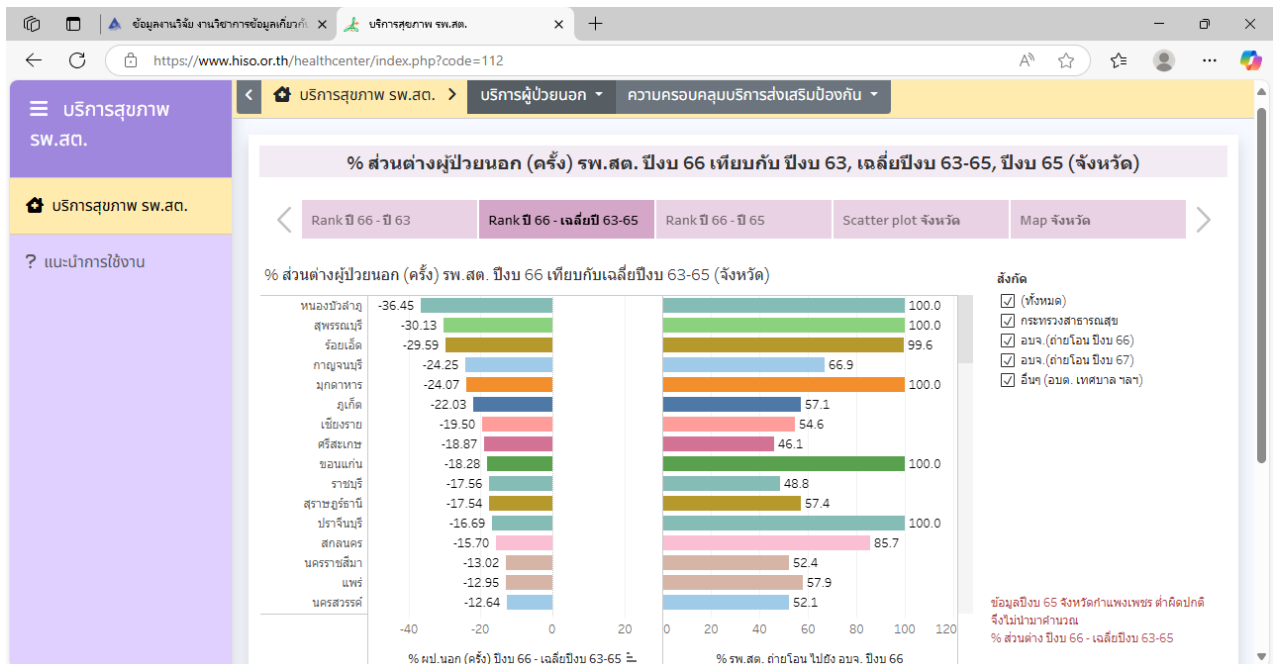 ข้อมูลงานวิจัย งานวิชาการข้อมูลเกี่ยวกั
บริการสุขภาพ รพ.สต.
https://www.hiso.or.th/healthcenter/index.php?code=112
บริการสุขภาพ รพ.สต.
บริการสุขภาพ รพ.สต.
บริการผู้ป่วยนอก
ความครอบคลุมบริการส่งเสริมป้องกัน
บริการสุขภาพ รพ.สต.
? แนะนำการใช้งาน
% ส่วนต่างผู้ป่วยนอก (ครั้ง) รพ.สต. ปีงบ 66 เทียบกับ ปีงบ 63, เฉลี่ยปีงบ 63-65, ปีงบ 65 (จังหวัด)
Rank ปี 66 - ปี 63
Rank ปี 66 - เฉลี่ยปี 63-65
Rank ปี 66 - ปี 65
Scatter plot จังหวัด
Map จังหวัด
% ส่วนต่างผู้ป่วยนอก (ครั้ง) รพ.สต. ปีงบ 66 เทียบกับเฉลี่ยปีงบ 63-65 (จังหวัด)
หนองบัวลำภู -36.45 100.0
สุพรรณบุรี -30.13 100.0
ร้อยเอ็ด -29.59 99.6
กาญจนบุรี -24.25 66.9
มุกดาหาร -24.07 100.0
ภูเก็ต -22.03 57.1
เชียงราย -19.50 54.6
ศรีสะเกษ -18.87 46.1
ขอนแก่น -18.28 100.0
ราชบุรี -17.56 48.8
สุราษฎร์ธานี -17.54 57.4
ปราจีนบุรี -16.69 100.0
สกลนคร -15.70 85.7
นครราชสีมา -13.02 52.4
แพร่ -12.95 57.9
นครสวรรค์ -12.64 52.1
-40 -20 0 20 0 20 40 60 80 100 120
% ผป.นอก (ครั้ง) ปีงบ 66 - เฉลี่ยปีงบ 63-65
% รพ.สต. ถ่ายโอน ไปยัง อบจ. ปีงบ 66
สังกัด
(ทั้งหมด)
กระทรวงสาธารณสุข
อบจ.(ถ่ายโอน ปีงบ 66)
อบจ.(ถ่ายโอน ปีงบ 67)
อื่นๆ (อบต. เทศบาล ฯลฯ)
ข้อมูลปีงบ 65 จังหวัดกำแพงเพชร ต่ำผิดปกติ
จึงไม่นำมาคำนวณ
% ส่วนต่าง ปีงบ 66 - เฉลี่ยปีงบ 63-65